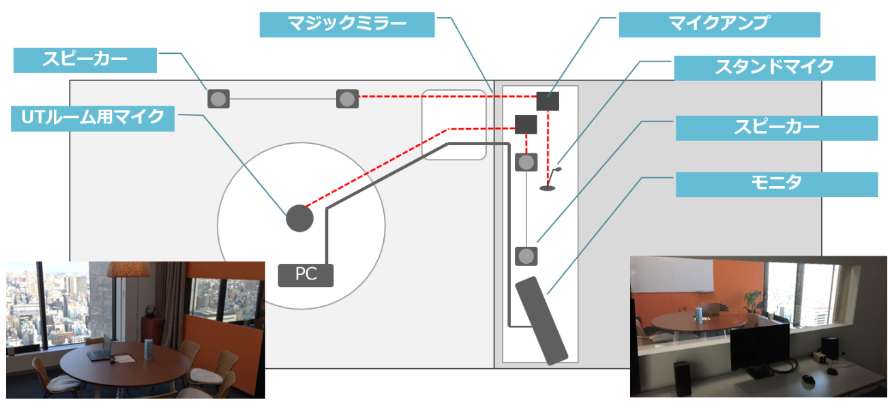 マジックミラー
マイクアンプ
スピーカー
スタンドマイク
UTルーム用マイク
スピーカー
モニタ
PC